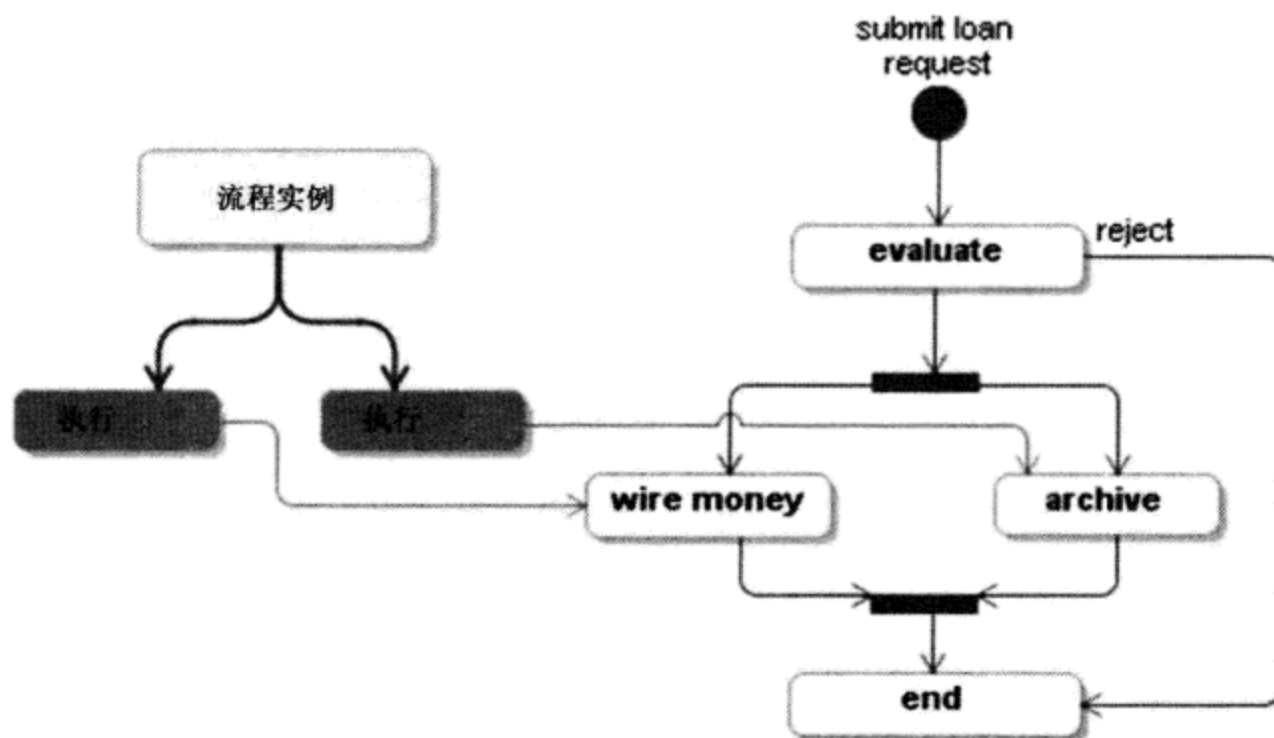 submit loan
request
流程实例
evaluate
reject
执行
执行
wire money
archive
end